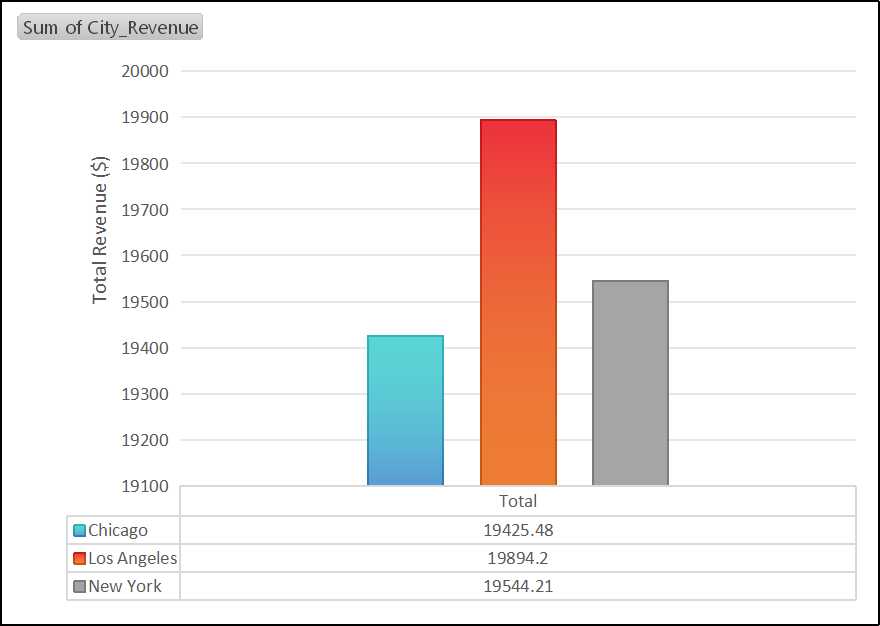 Sum of City_Revenue
Total Revenue ($)
20000
19900
19800
19700
19600
19500
19400
19300
19200
19100
Total
Chicago 19425.48
Los Angeles 19894.2
New York 19544.21